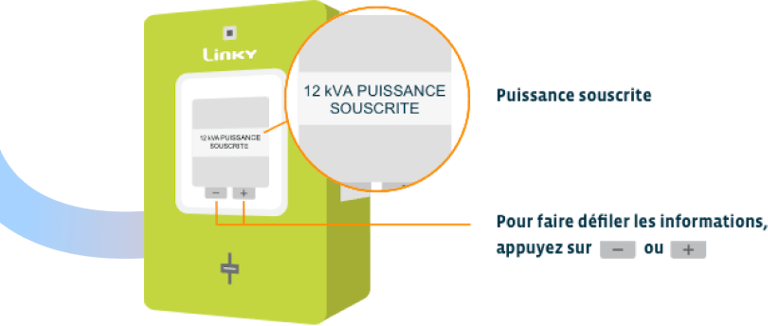 Linky
12 kVA PUISSANCE
SOUSCRITE
12 kVA PUISSANCE
SOUSCRITE
Puissance souscrite
− +
Pour faire défiler les informations,
appuyez sur − ou +